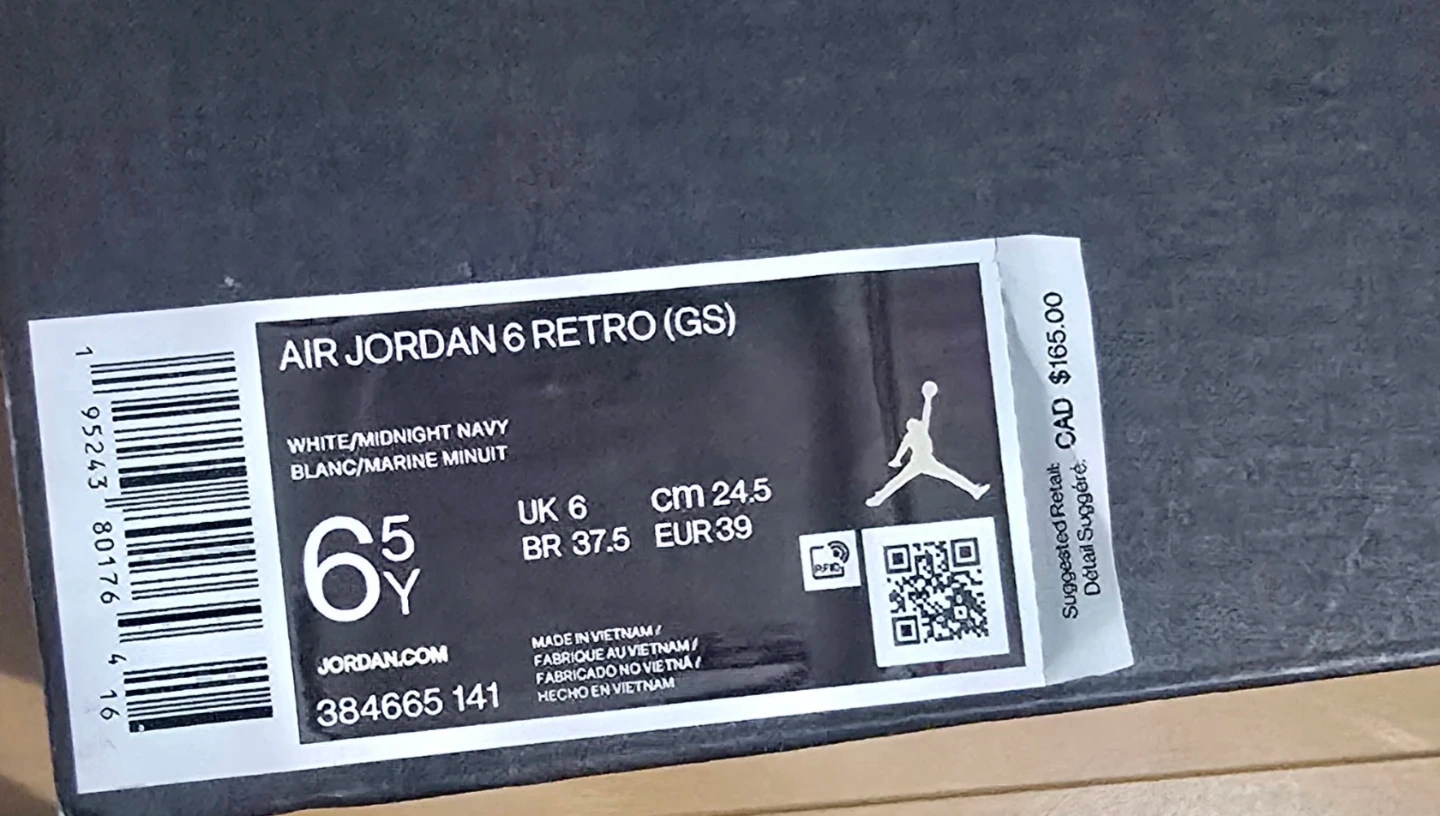 AIR JORDAN 6 RETRO (GS)
WHITE/MIDNIGHT NAVY
BLANC/MARINE MINUIT
6 5 Y
UK 6 cm 24.5
BR 37.5 EUR 39
RFID
JORDAN.COM
384665 141
MADE IN VIETNAM /
FABRIQUE AU VIETNAM /
FABRICADO NO VIETNÃ /
HECHO EN VIETNAM
1 95243 80176 4 16
Suggested Retail: CAD $165.00
Détail Suggéré: